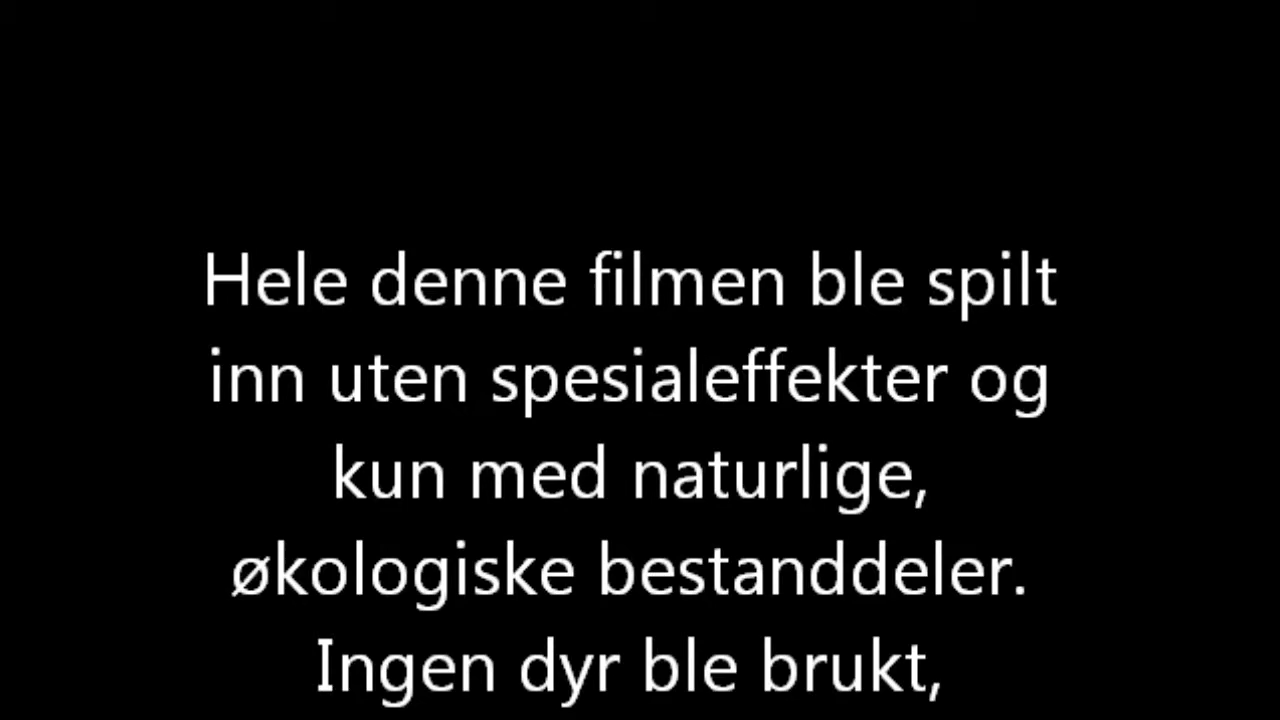 Hele denne filmen ble spilt
inn uten spesialeffekter og
kun med naturlige,
økologiske bestanddeler.
Ingen dyr ble brukt,